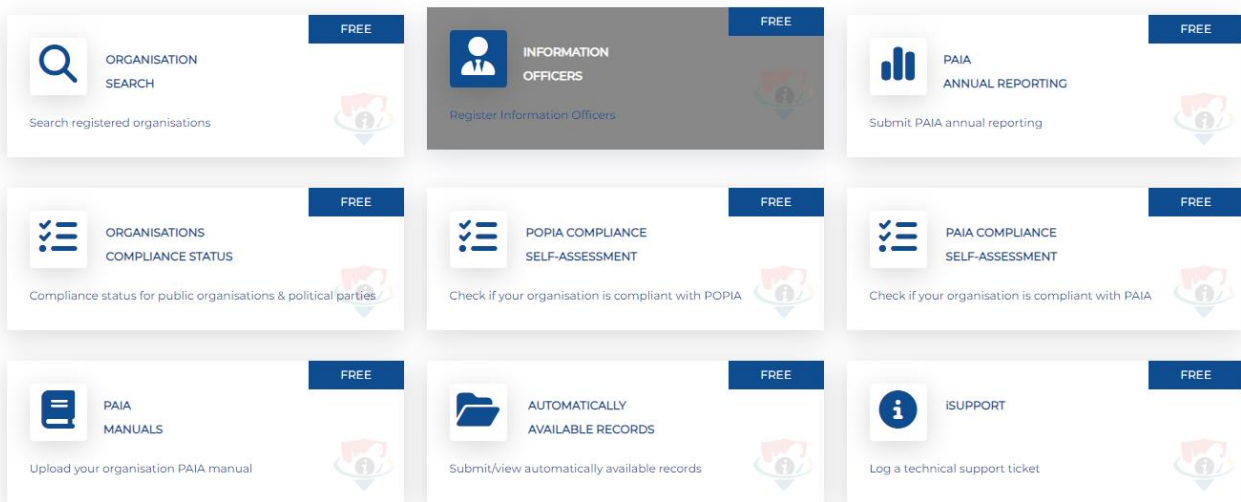 FREE
ORGANISATION
SEARCH
Search registered organisations
FREE
INFORMATION
OFFICERS
Register Information Officers
FREE
PAIA
ANNUAL REPORTING
Submit PAIA annual reporting
FREE
ORGANISATIONS
COMPLIANCE STATUS
Compliance status for public organisations & political parties
FREE
POPIA COMPLIANCE
SELF-ASSESSMENT
Check if your organisation is compliant with POPIA
FREE
PAIA COMPLIANCE
SELF-ASSESSMENT
Check if your organisation is compliant with PAIA
FREE
PAIA
MANUALS
Upload your organisation PAIA manual
FREE
AUTOMATICALLY
AVAILABLE RECORDS
Submit/view automatically available records
FREE
iSUPPORT
Log a technical support ticket